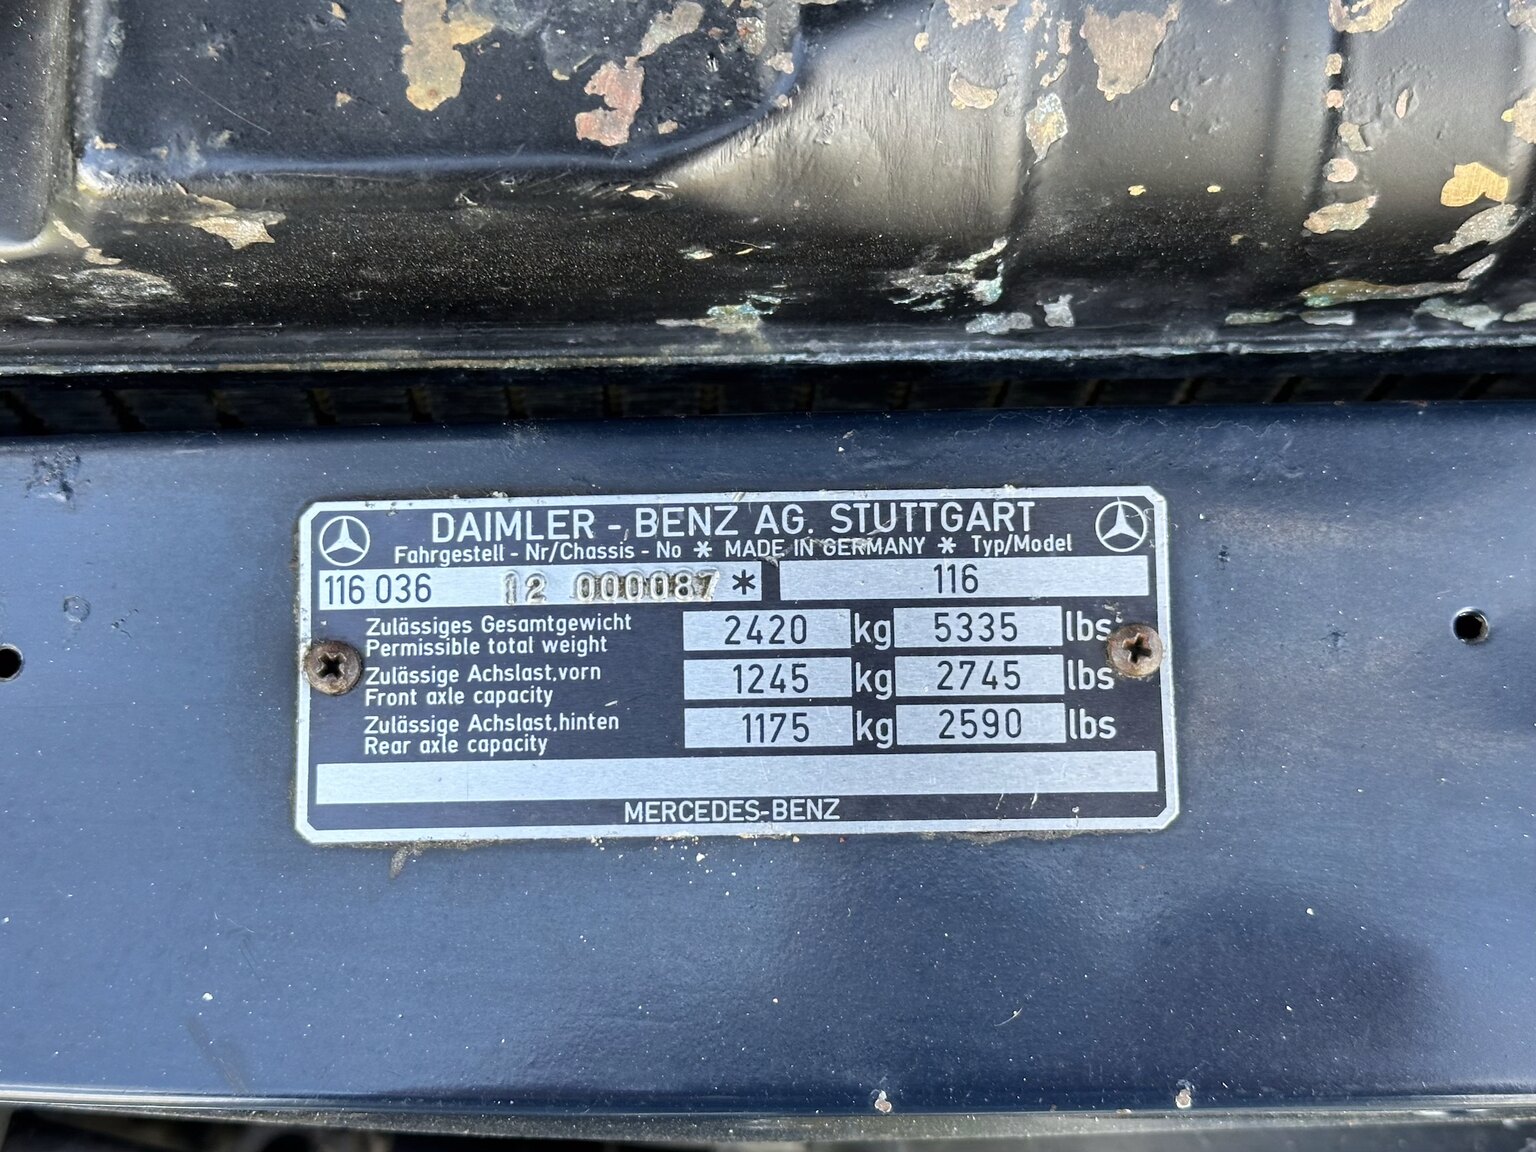 DAIMLER - BENZ AG. STUTTGART
Fahrgestell - Nr/Chassis - No * MADE IN GERMANY * Typ/Model
116 036 12 000087 * 116
Zulässiges Gesamtgewicht
Permissible total weight
2420 kg 5335 lbs
Zulässige Achslast,vorn
Front axle capacity
1245 kg 2745 lbs
Zulässige Achslast,hinten
Rear axle capacity
1175 kg 2590 lbs
MERCEDES-BENZ